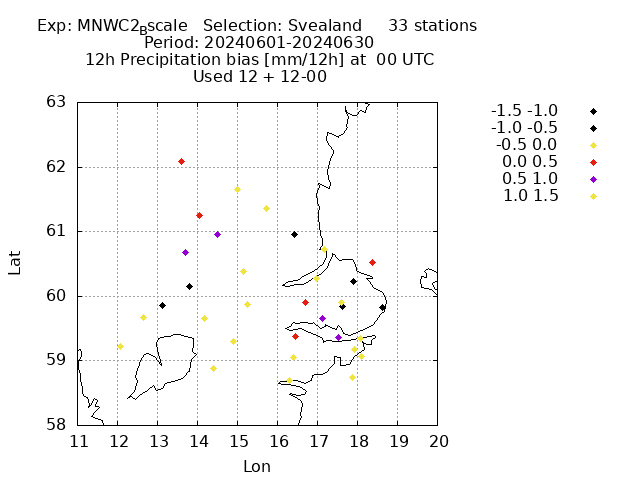 Exp: MNWC2_Bscale   Selection: Svealand     33 stations
Period: 20240601-20240630
12h Precipitation bias [mm/12h] at  00 UTC
Used 12 + 12-00
-1.5 -1.0
-1.0 -0.5
-0.5 0.0
0.0 0.5
0.5 1.0
1.0 1.5
63
62
61
60
59
58
Lat
11 12 13 14 15 16 17 18 19 20
Lon